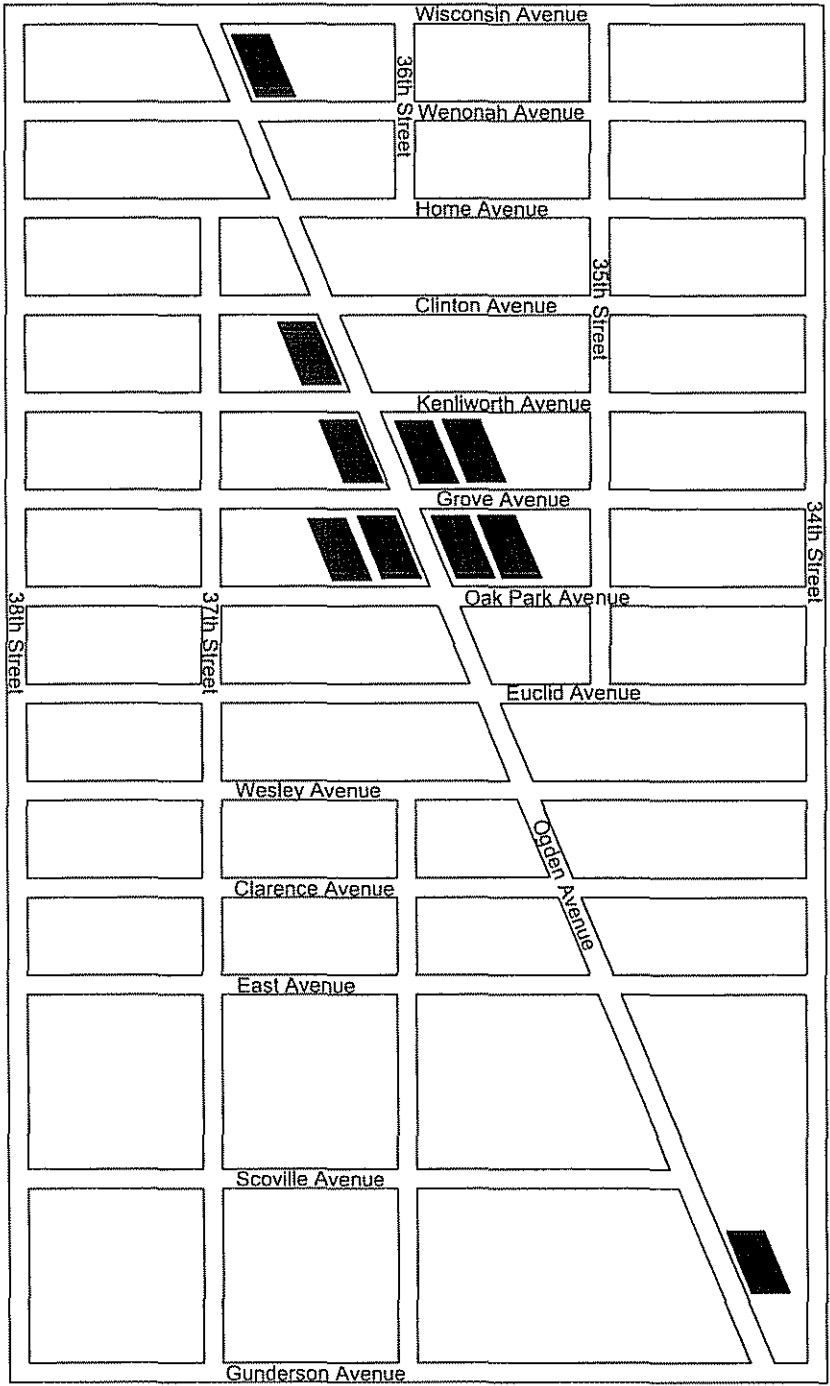 Wisconsin Avenue
36th Street
Wenonah Avenue
Home Avenue
35th Street
Clinton Avenue
Kenliworth Avenue
Grove Avenue
34th Street
Oak Park Avenue
38th Street
37th Street
Euclid Avenue
Wesley Avenue
Ogden Avenue
Clarence Avenue
East Avenue
Scoville Avenue
Gunderson Avenue